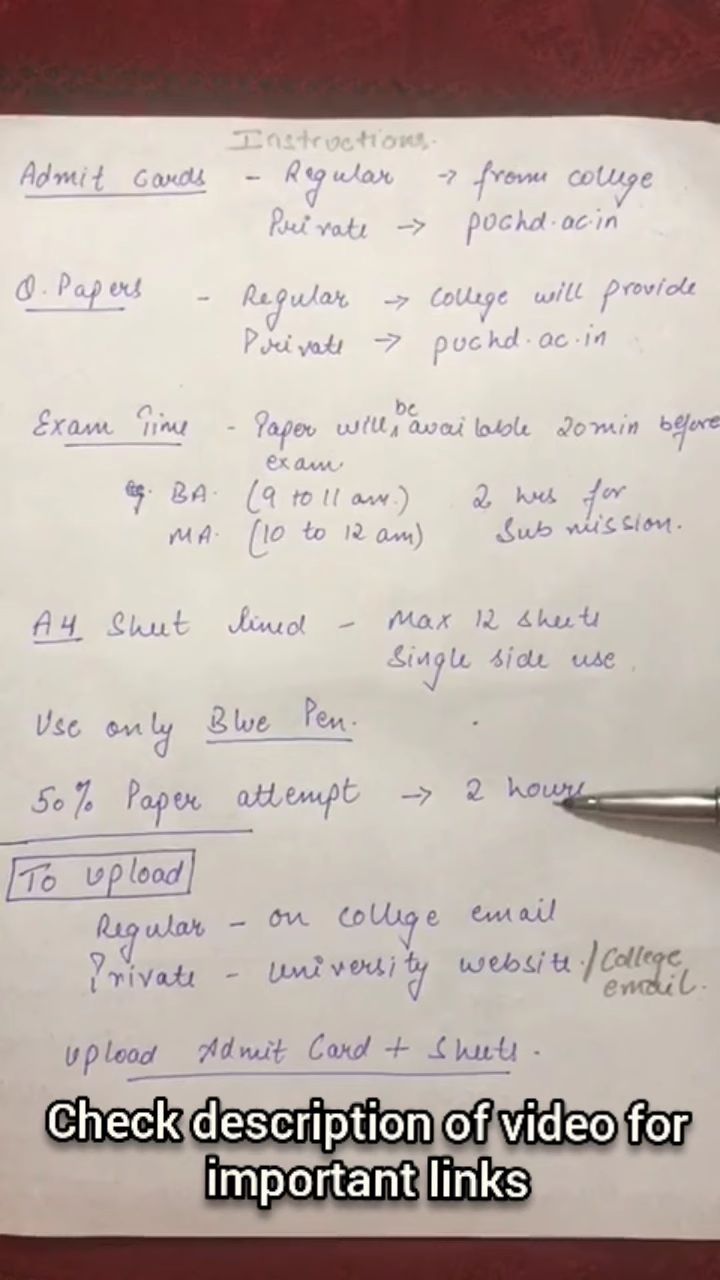 Instructions.
Admit Cards - Regular → from college
Private → puchd.ac.in
Q. Papers - Regular → College will provide
Private → puchd.ac.in
Exam Time - Paper will be available 20 min before
exam.
eg. BA. (9 to 11 am.) 2 hrs for
MA. (10 to 12 am) Submission.
A4 Sheet lined - Max 12 sheets
Single side use.
Use only Blue Pen.
50% Paper attempt → 2 hours
To Upload
Regular - on college email
Private - University website./College
email.
Upload Admit Card + Sheets.
Check description of video for
important links